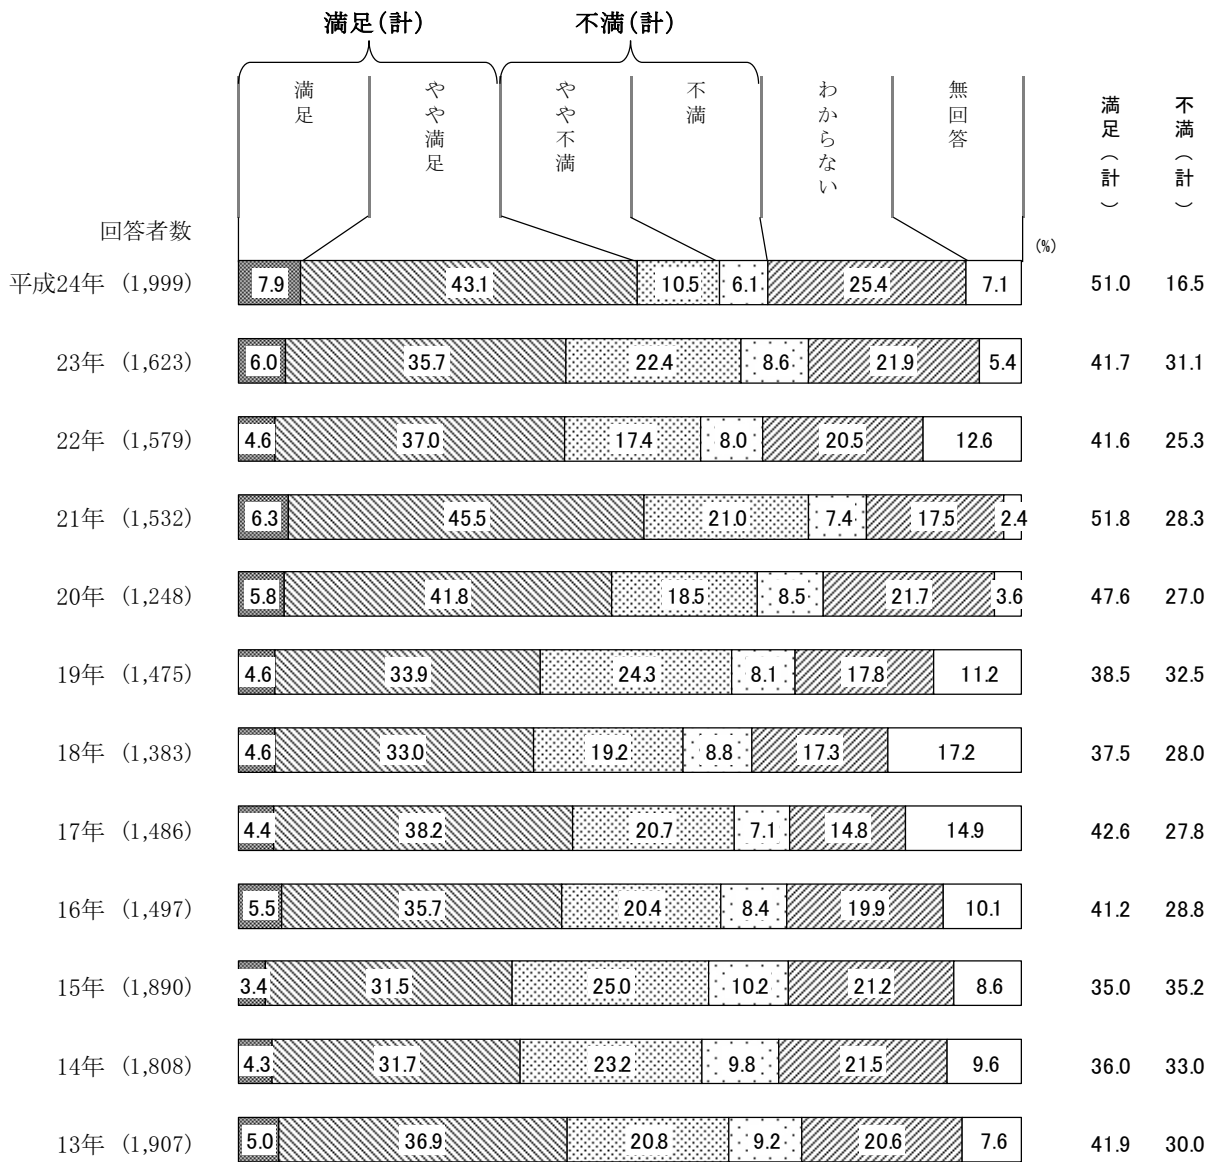 満足(計) 不満(計)
満足 やや満足 やや不満 不満 わからない 無回答 満足(計) 不満(計)
回答者数 (%)
平成24年 (1,999) 7.9 43.1 10.5 6.1 25.4 7.1 51.0 16.5
23年 (1,623) 6.0 35.7 22.4 8.6 21.9 5.4 41.7 31.1
22年 (1,579) 4.6 37.0 17.4 8.0 20.5 12.6 41.6 25.3
21年 (1,532) 6.3 45.5 21.0 7.4 17.5 2.4 51.8 28.3
20年 (1,248) 5.8 41.8 18.5 8.5 21.7 3.6 47.6 27.0
19年 (1,475) 4.6 33.9 24.3 8.1 17.8 11.2 38.5 32.5
18年 (1,383) 4.6 33.0 19.2 8.8 17.3 17.2 37.5 28.0
17年 (1,486) 4.4 38.2 20.7 7.1 14.8 14.9 42.6 27.8
16年 (1,497) 5.5 35.7 20.4 8.4 19.9 10.1 41.2 28.8
15年 (1,890) 3.4 31.5 25.0 10.2 21.2 8.6 35.0 35.2
14年 (1,808) 4.3 31.7 23.2 9.8 21.5 9.6 36.0 33.0
13年 (1,907) 5.0 36.9 20.8 9.2 20.6 7.6 41.9 30.0